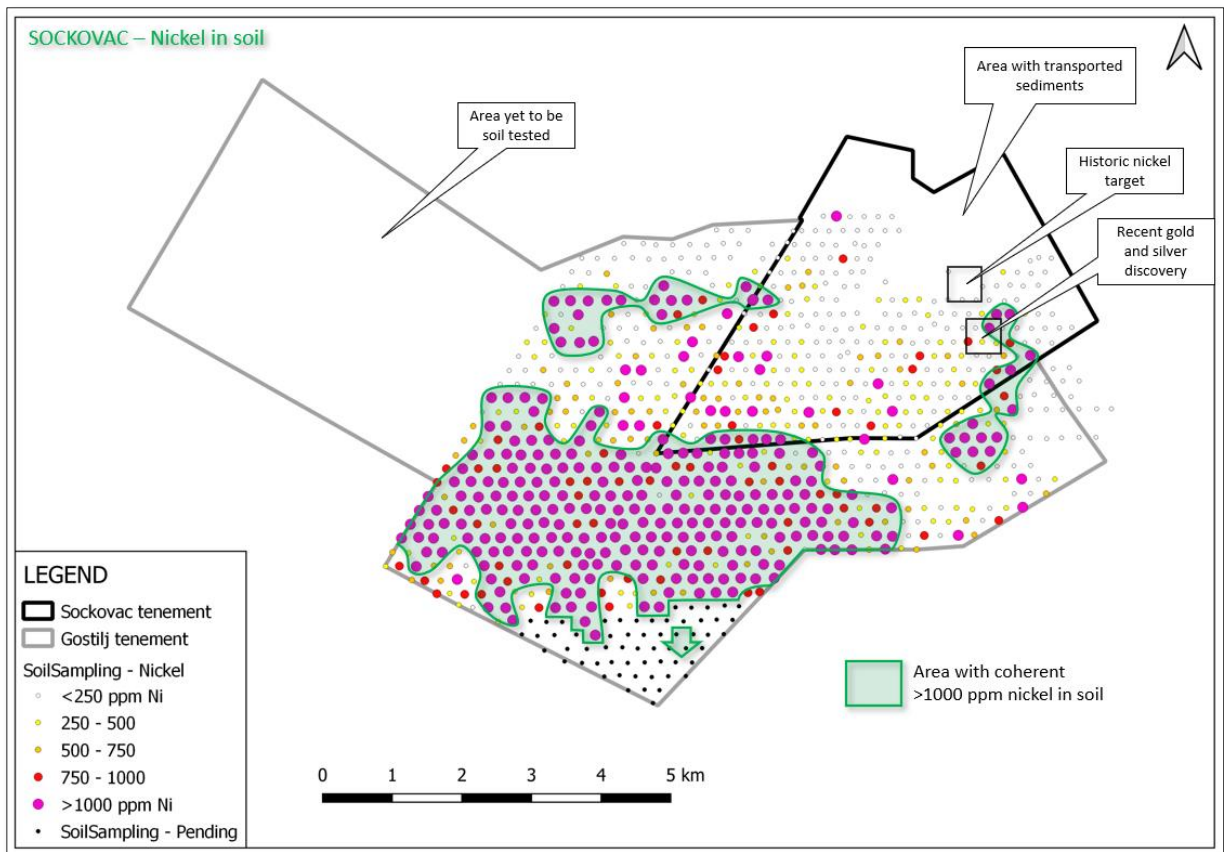 SOCKOVAC – Nickel in soil
Area with transported
sediments
Area yet to be
soil tested
Historic nickel
target
Recent gold
and silver
discovery
LEGEND
Sockovac tenement
Gostilj tenement
SoilSampling - Nickel
<250 ppm Ni
250 - 500
500 - 750
750 - 1000
>1000 ppm Ni
SoilSampling - Pending
Area with coherent
>1000 ppm nickel in soil
0 1 2 3 4 5 km